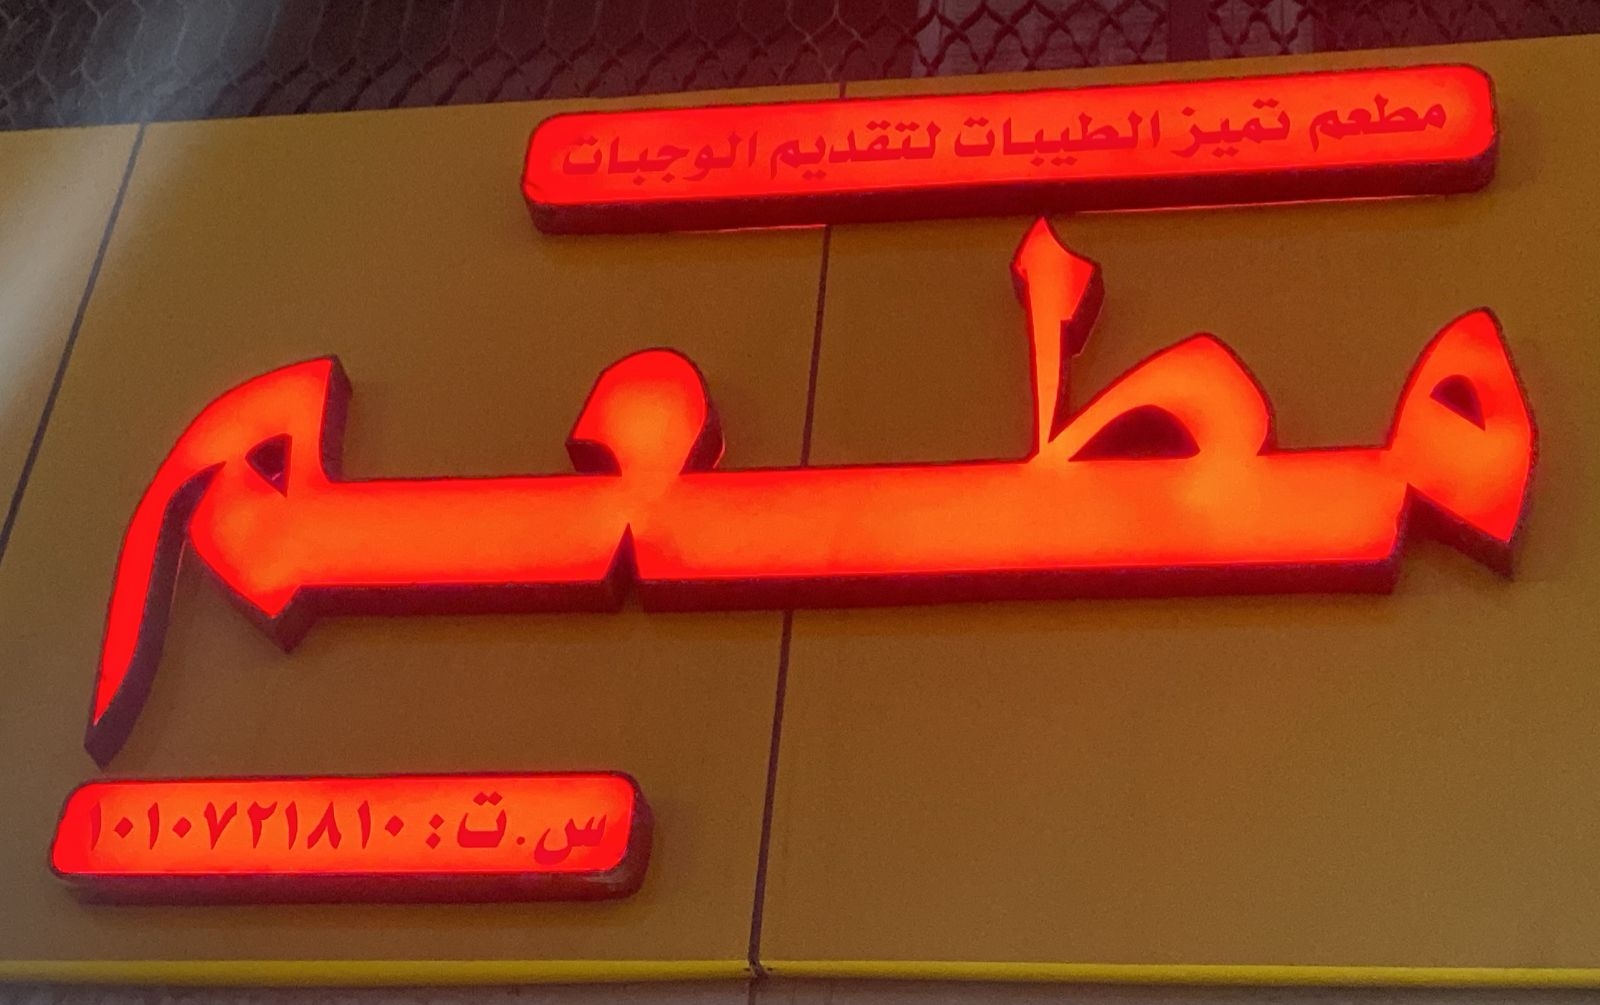 مطعم تميز الطيبات لتقديم الوجبات
مطعم
س.ت: ١٠١٠٧٢١٨١٠